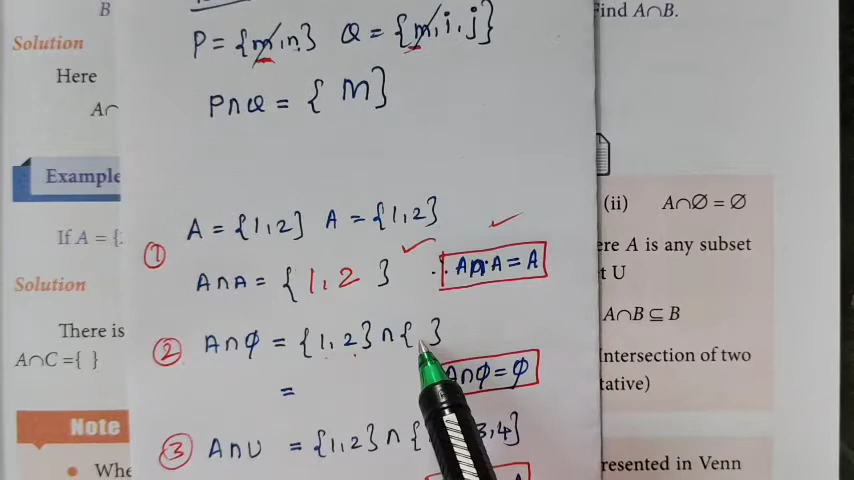 B
Find A∩B.
Solution
P = {m, n} Q = {m, i, j}
Here
A∩
P∩Q = { m }
Example
(ii) A∩∅ = ∅
A = {1,2} A = {1,2}
If A = {
ere A is any subset
t U
① A∩A = { 1, 2 } ∴ A∩A = A
Solution
A∩B ⊆ B
There is
② A∩φ = {1, 2} ∩ { }
A∩C = { }
Intersection of two
tative)
= A∩φ = φ
Note
③ A∩U = {1, 2} ∩ { 3, 4}
Whe
resented in Venn